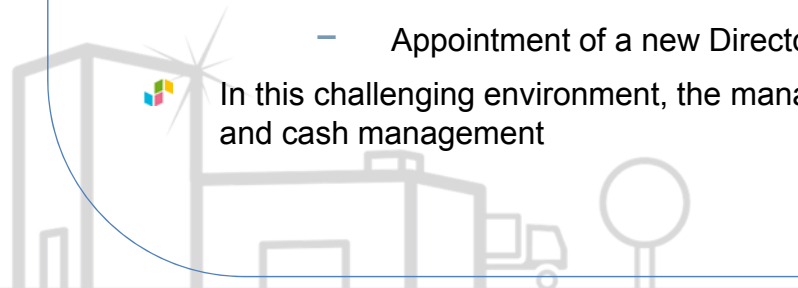 – Appointment of a new Directo
In this challenging environment, the mana
and cash management